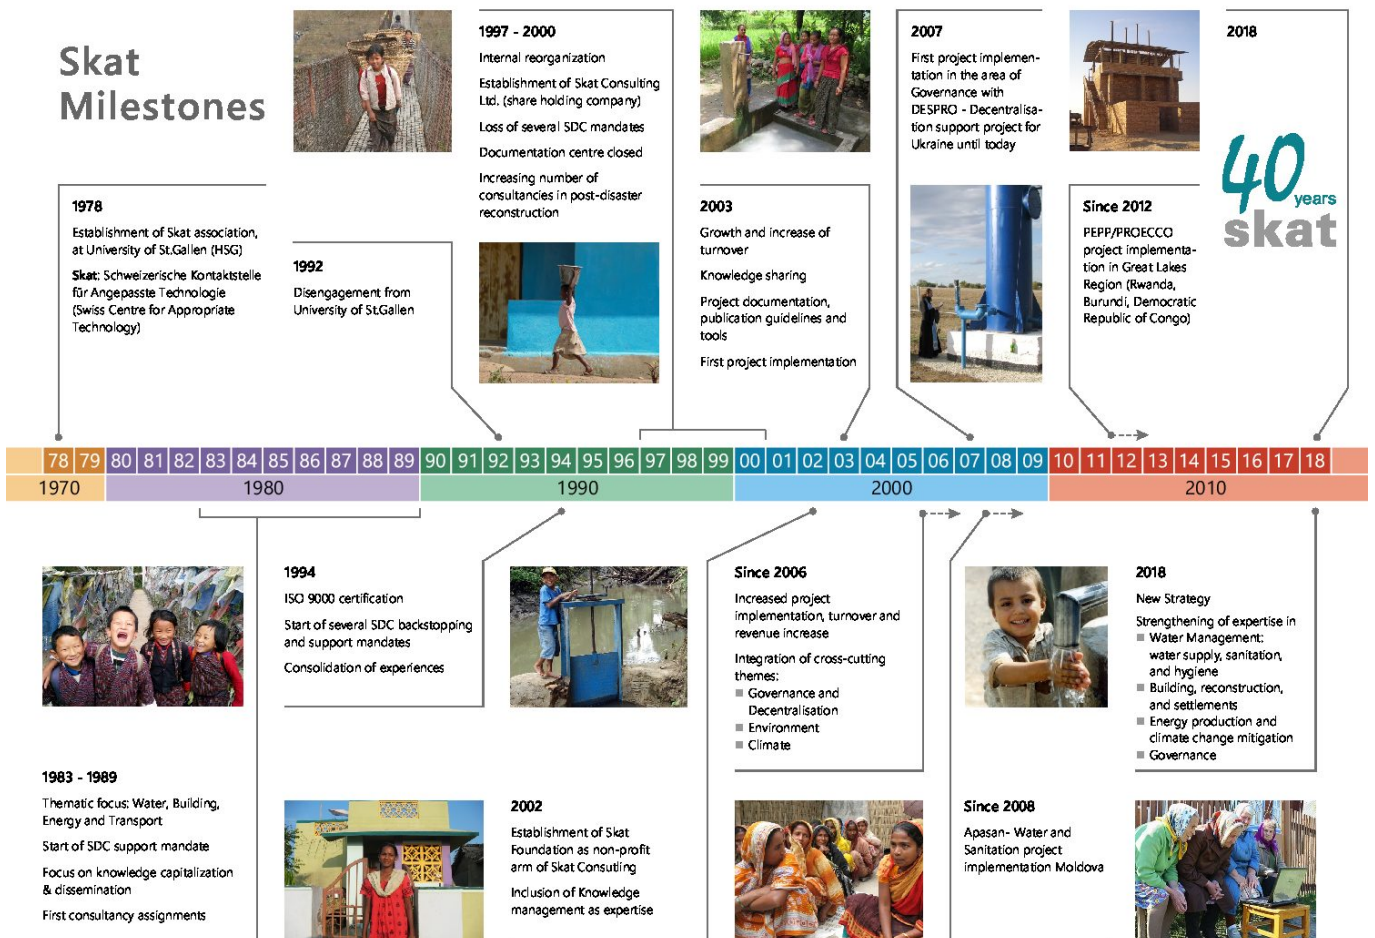 Skat
Milestones
1978
Establishment of Skat association,
at University of St.Gallen (HSG)
Skat: Schweizerische Kontaktstelle
für Angepasste Technologie
(Swiss Centre for Appropriate
Technology)
1992
Disengagement from
University of St.Gallen
1997 - 2000
Internal reorganization
Establishment of Skat Consulting
Ltd. (share holding company)
Loss of several SDC mandates
Documentation centre closed
Increasing number of
consultancies in post-disaster
reconstruction
2003
Growth and increase of
turnover
Knowledge sharing
Project documentation,
publication guidelines and
tools
First project implementation
2007
First project implemen-
tation in the area of
Governance with
DESPRO - Decentralisa-
tion support project for
Ukraine until today
Since 2012
PEPP/PROECCO
project implementa-
tion in Great Lakes
Region (Rwanda,
Burundi, Democratic
Republic of Congo)
2018
40
years
skat
78 79 80 81 82 83 84 85 86 87 88 89 90 91 92 93 94 95 96 97 98 99 00 01 02 03 04 05 06 07 08 09 10 11 12 13 14 15 16 17 18
1970 1980 1990 2000 2010
1983 - 1989
Thematic focus: Water, Building,
Energy and Transport
Start of SDC support mandate
Focus on knowledge capitalization
& dissemination
First consultancy assignments
1994
ISO 9000 certification
Start of several SDC backstopping
and support mandates
Consolidation of experiences
2002
Establishment of Skat
Foundation as non-profit
arm of Skat Consutling
Inclusion of Knowledge
management as expertise
Since 2006
Increased project
implementation, turnover and
revenue increase
Integration of cross-cutting
themes:
Governance and
Decentralisation
Environment
Climate
Since 2008
Apasan- Water and
Sanitation project
implementation Moldova
2018
New Strategy
Strengthening of expertise in
Water Management:
water supply, sanitation,
and hygiene
Building, reconstruction,
and settlements
Energy production and
climate change mitigation
Governance